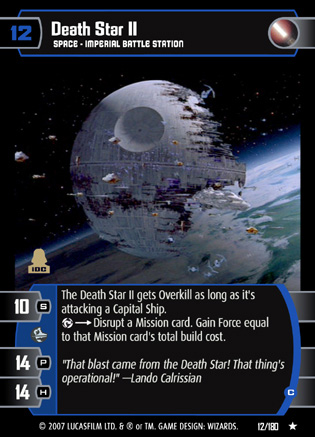 12
Death Star II
SPACE - IMPERIAL BATTLE STATION
IDC
10 S
The Death Star II gets Overkill as long as it's
attacking a Capital Ship.
→ Disrupt a Mission card. Gain Force equal
to that Mission card's total build cost.
14 P
"That blast came from the Death Star! That thing's
operational!" —Lando Calrissian
14 H
C
© 2007 LUCASFILM LTD. & ® or TM. GAME DESIGN: WIZARDS. 12/180 ★